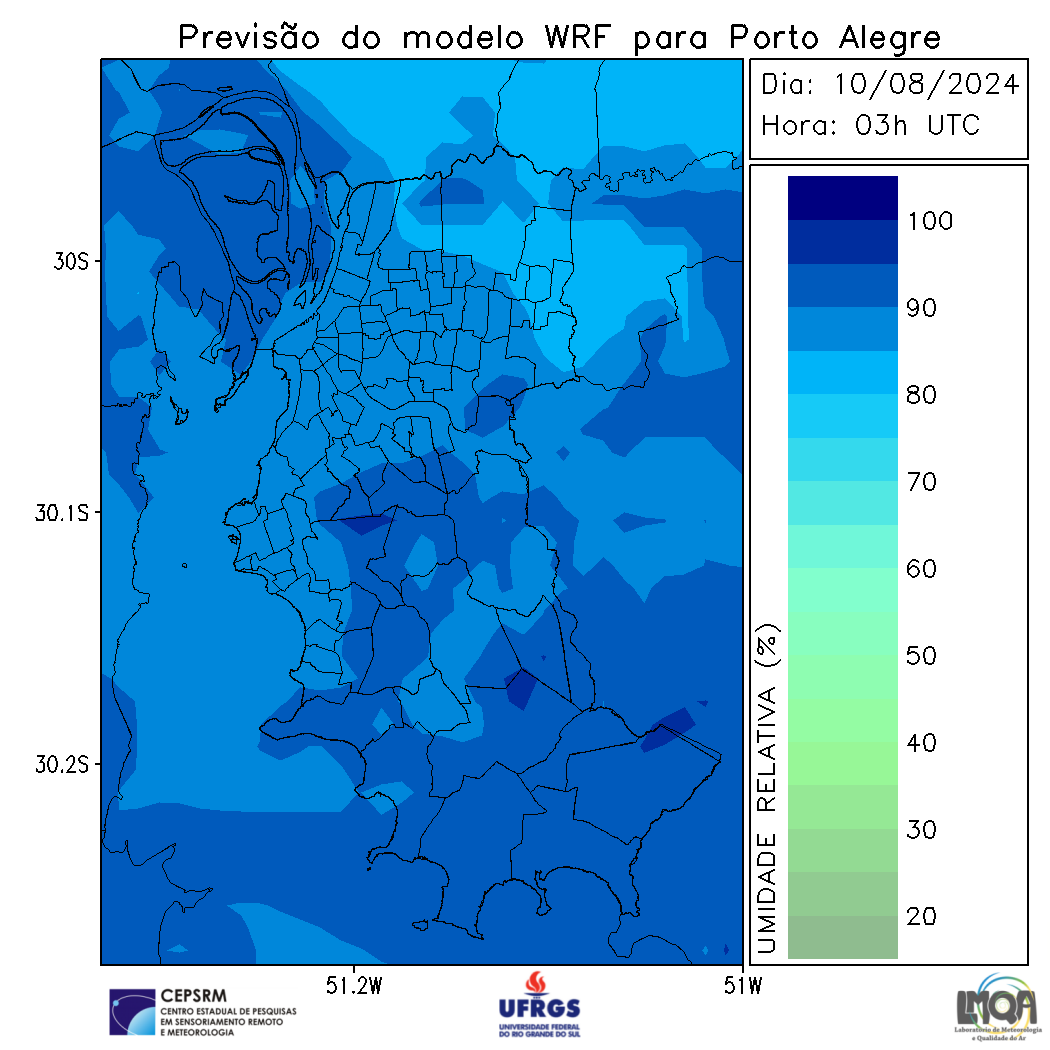 Previsão do modelo WRF para Porto Alegre
Dia: 10/08/2024
Hora: 03h UTC
30S
30.1S
30.2S
51.2W
51W
100
90
80
70
60
50
40
30
20
UMIDADE RELATIVA (%)
CEPSRM
CENTRO ESTADUAL DE PESQUISAS
EM SENSORIAMENTO REMOTO
E METEOROLOGIA
UFRGS
UNIVERSIDADE FEDERAL
DO RIO GRANDE DO SUL
LMQA
Laboratório de Meteorologia
e Qualidade do Ar